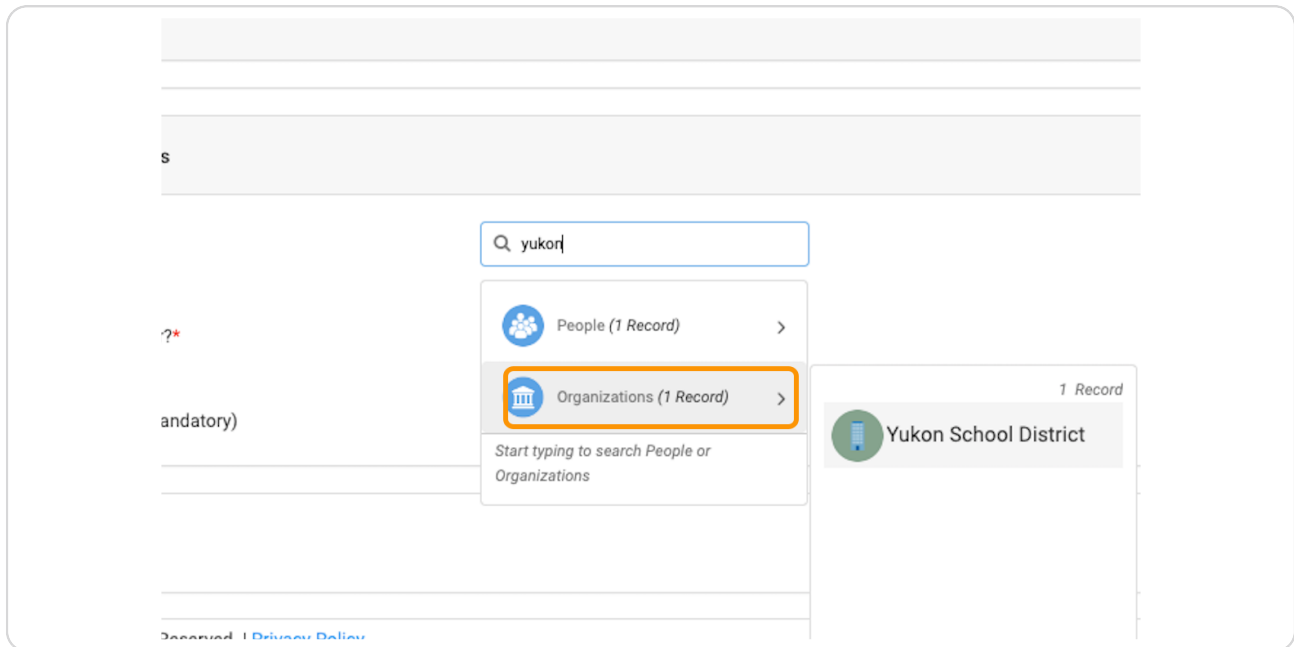 s
yukon
People (1 Record)
?*
Organizations (1 Record)
1 Record
Yukon School District
andatory)
Start typing to search People or
Organizations
Reserved. | Privacy Policy